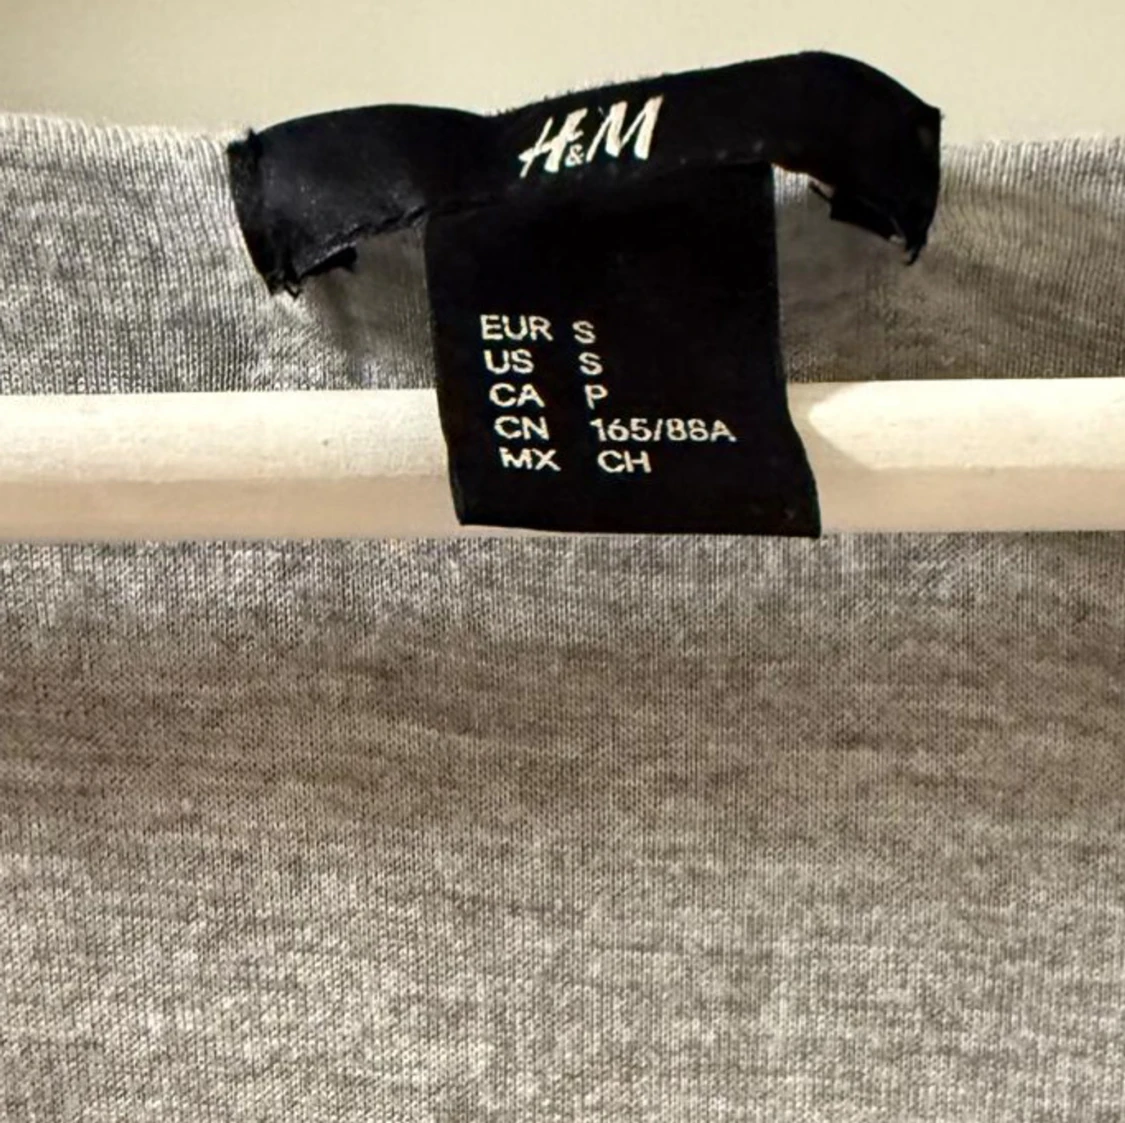 H&M
EUR S
US S
CA P
CN 165/88A
MX CH